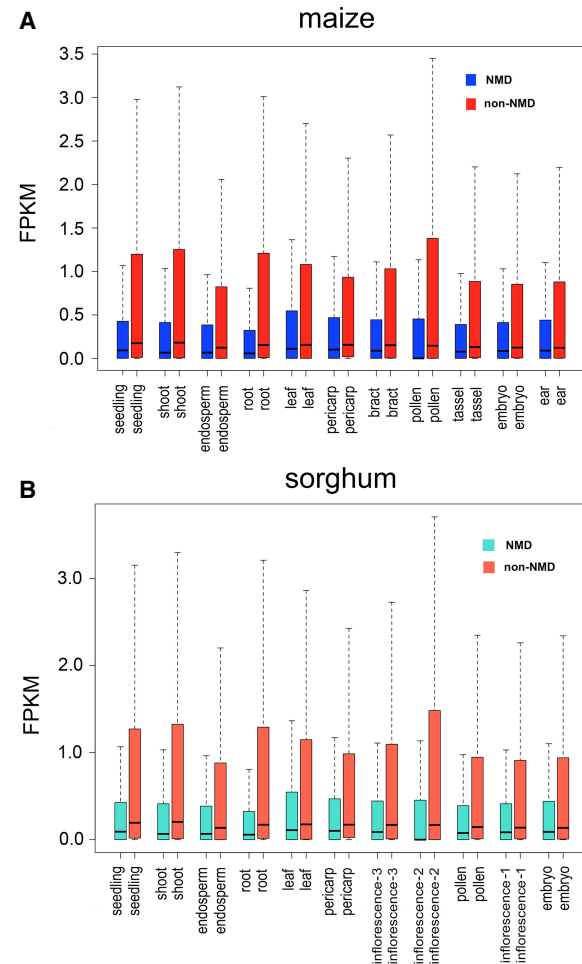 A
maize
3.5
3.0
2.5
2.0
1.5
1.0
0.5
0.0
FPKM
NMD
non-NMD
seedling
seedling
shoot
shoot
endosperm
endosperm
root
root
leaf
leaf
pericarp
pericarp
bract
bract
pollen
pollen
tassel
tassel
embryo
embryo
ear
ear
B
sorghum
3.0
2.0
1.0
0.0
FPKM
NMD
non-NMD
seedling
seedling
shoot
shoot
endosperm
endosperm
root
root
leaf
leaf
pericarp
pericarp
inflorescence-3
inflorescence-3
inflorescence-2
inflorescence-2
pollen
pollen
inflorescence-1
inflorescence-1
embryo
embryo